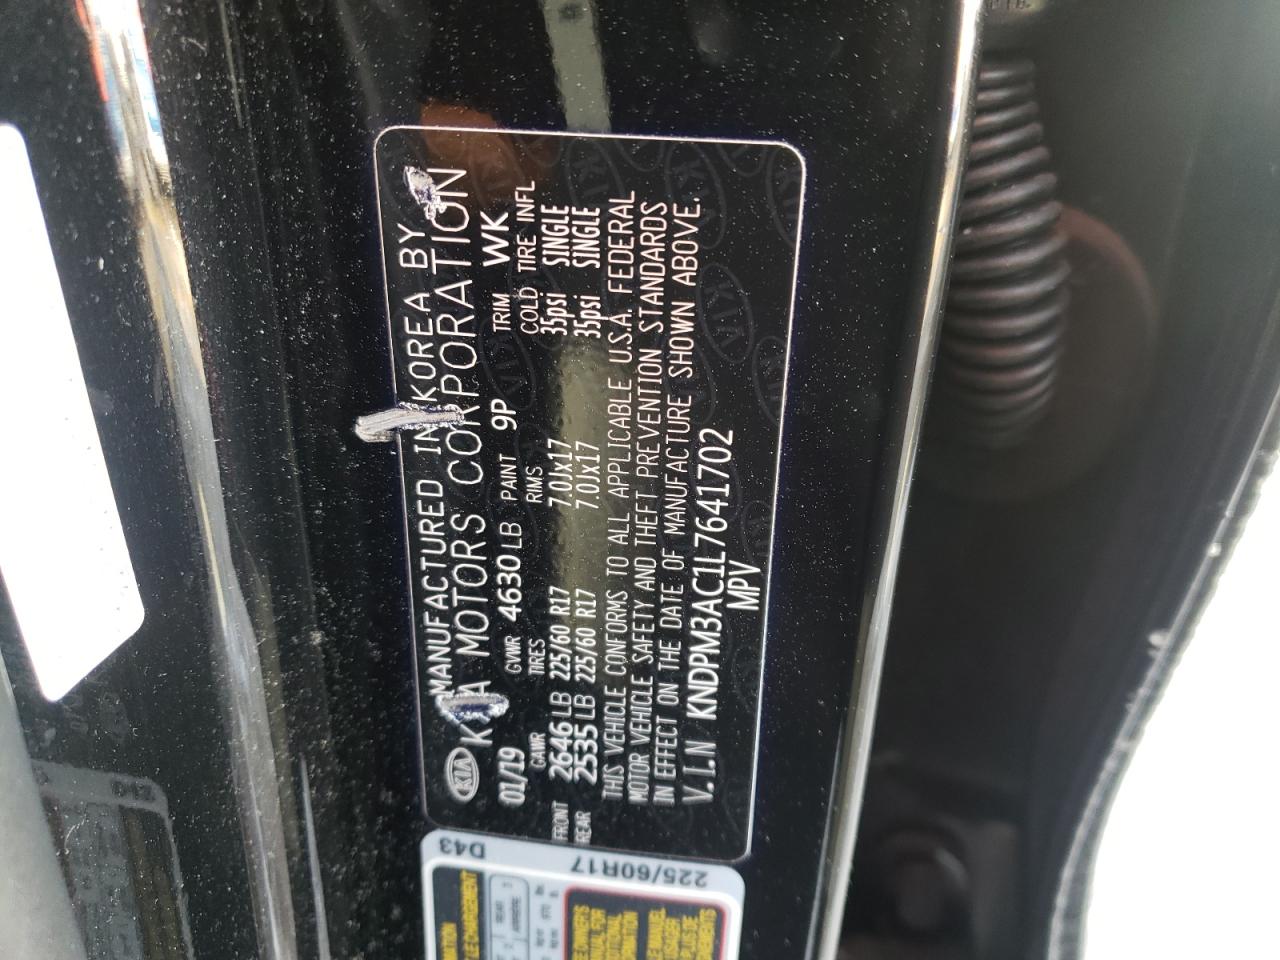 MANUFACTURED IN KOREA BY
KIA KIA MOTORS CORPORATION
01/19 GVWR 4630LB PAINT 9P TRIM WK
GAWR TIRES RIMS COLD TIRE INFL
FRONT 2646 LB 225/60 R17 7.0Jx17 35psi SINGLE
REAR 2535 LB 225/60 R17 7.0Jx17 35psi SINGLE
THIS VEHICLE CONFORMS TO ALL APPLICABLE U.S.A. FEDERAL
MOTOR VEHICLE SAFETY AND THEFT PREVENTION STANDARDS
IN EFFECT ON THE DATE OF MANUFACTURE SHOWN ABOVE.
V.I.N KNDPM3AC1L7641702
MPV
D43
225/60R17